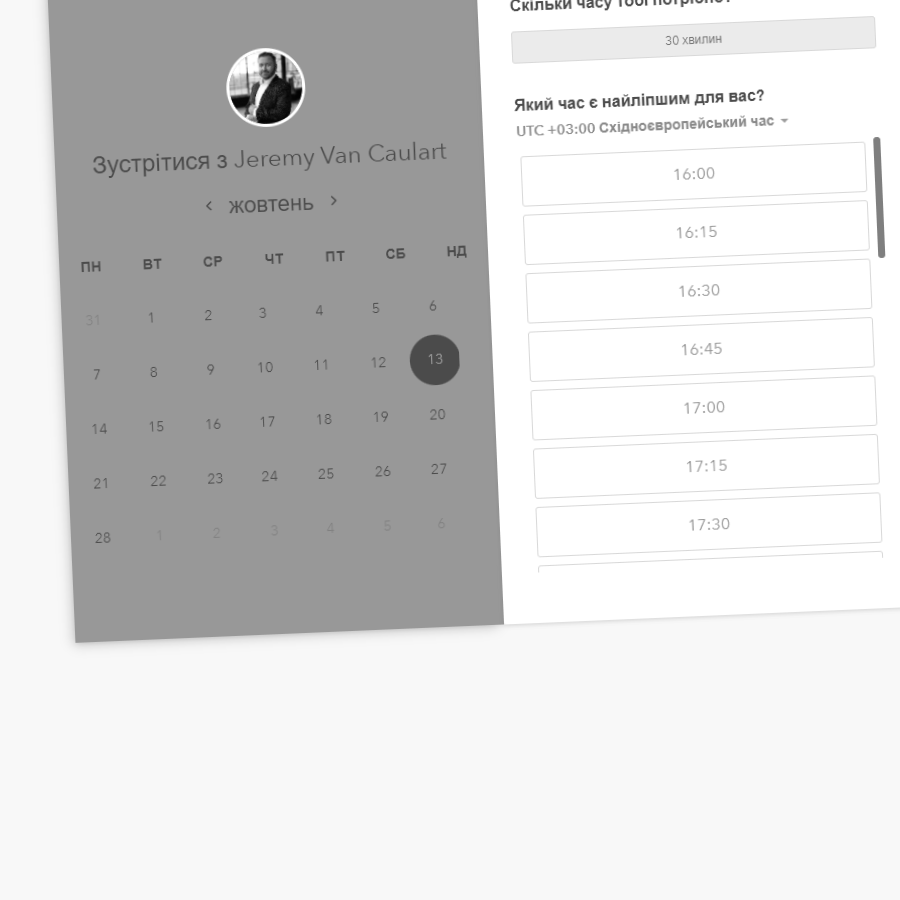 Зустрітися з Jeremy Van Caulart
жовтень
ПН ВТ СР ЧТ ПТ СБ НД
31 1 2 3 4 5 6
7 8 9 10 11 12 13
14 15 16 17 18 19 20
21 22 23 24 25 26 27
28 1 2 3 4 5 6
Скільки часу тобі потрібно?
30 хвилин
Який час є найліпшим для вас?
UTC +03:00 Східноєвропейський час
16:00
16:15
16:30
16:45
17:00
17:15
17:30